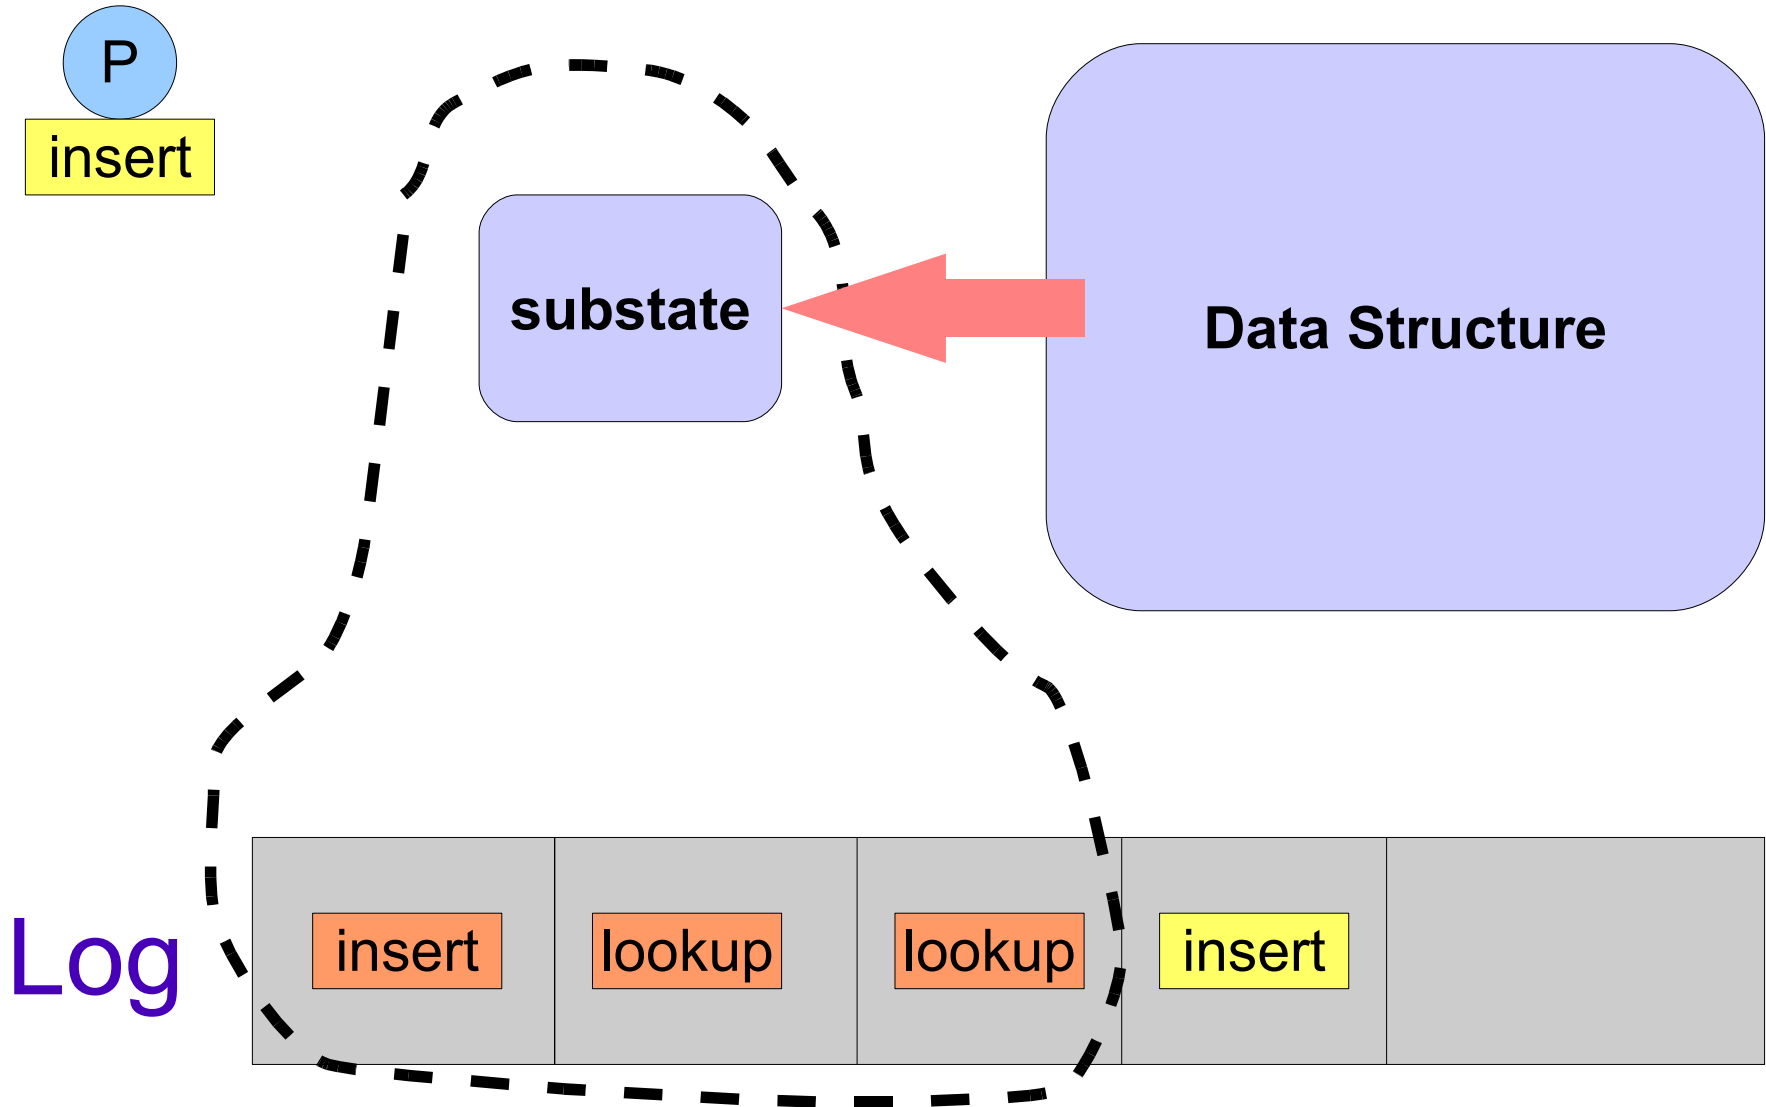 P
insert
substate
Data Structure
Log
insert
lookup
lookup
insert